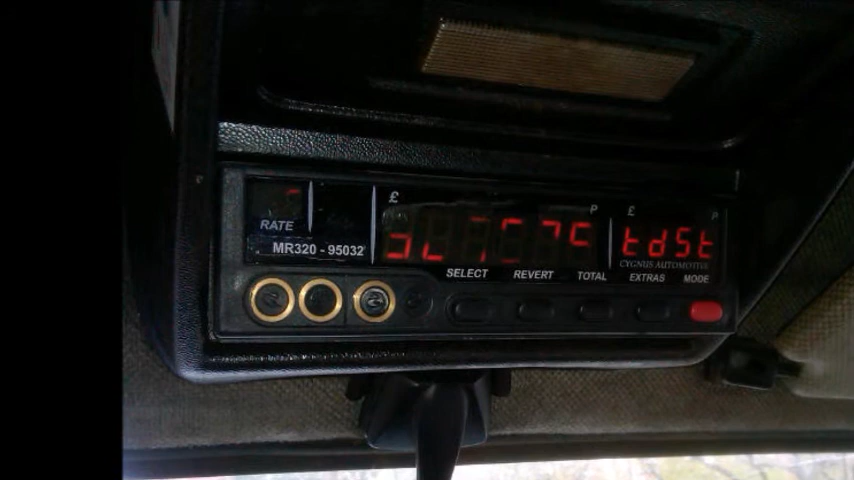 £ P £ P
RATE
tdSt
MR320 - 95032
CYGNUS AUTOMOTIVE
SELECT REVERT TOTAL EXTRAS MODE